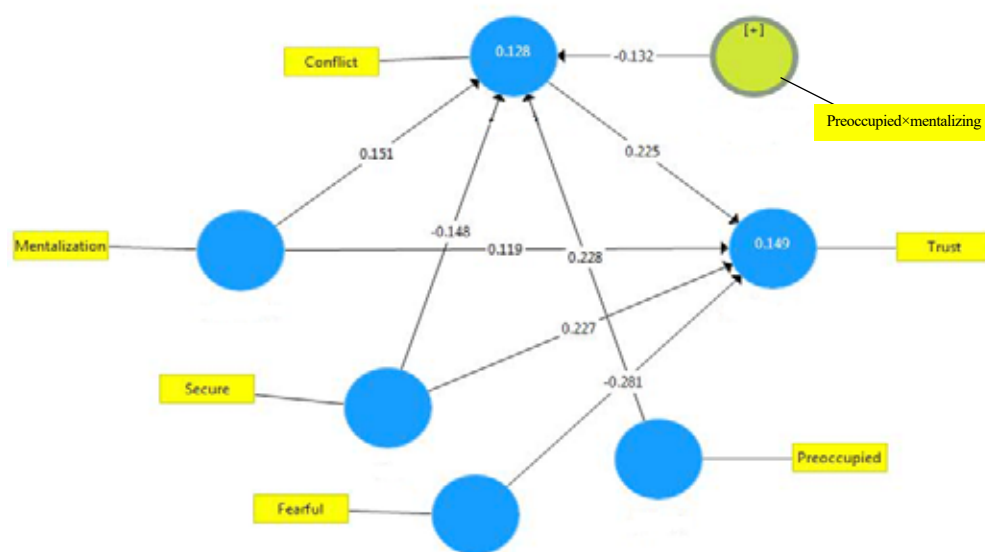 [+]
0.128
Conflict
-0.132
Preoccupied×mentalizing
0.151
0.225
Mentalization
-0.148
0.119
0.228
0.149
Trust
0.227
Secure
-0.281
Preoccupied
Fearful